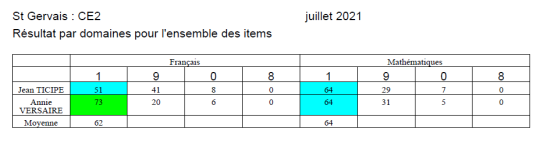 St Gervais : CE2 juillet 2021
Résultat par domaines pour l'ensemble des items
Français Mathématiques
1 9 0 8 1 9 0 8
Jean TICIPE 51 41 8 0 64 29 7 0
Annie
VERSAIRE 73 20 6 0 64 31 5 0
Moyenne 62 64